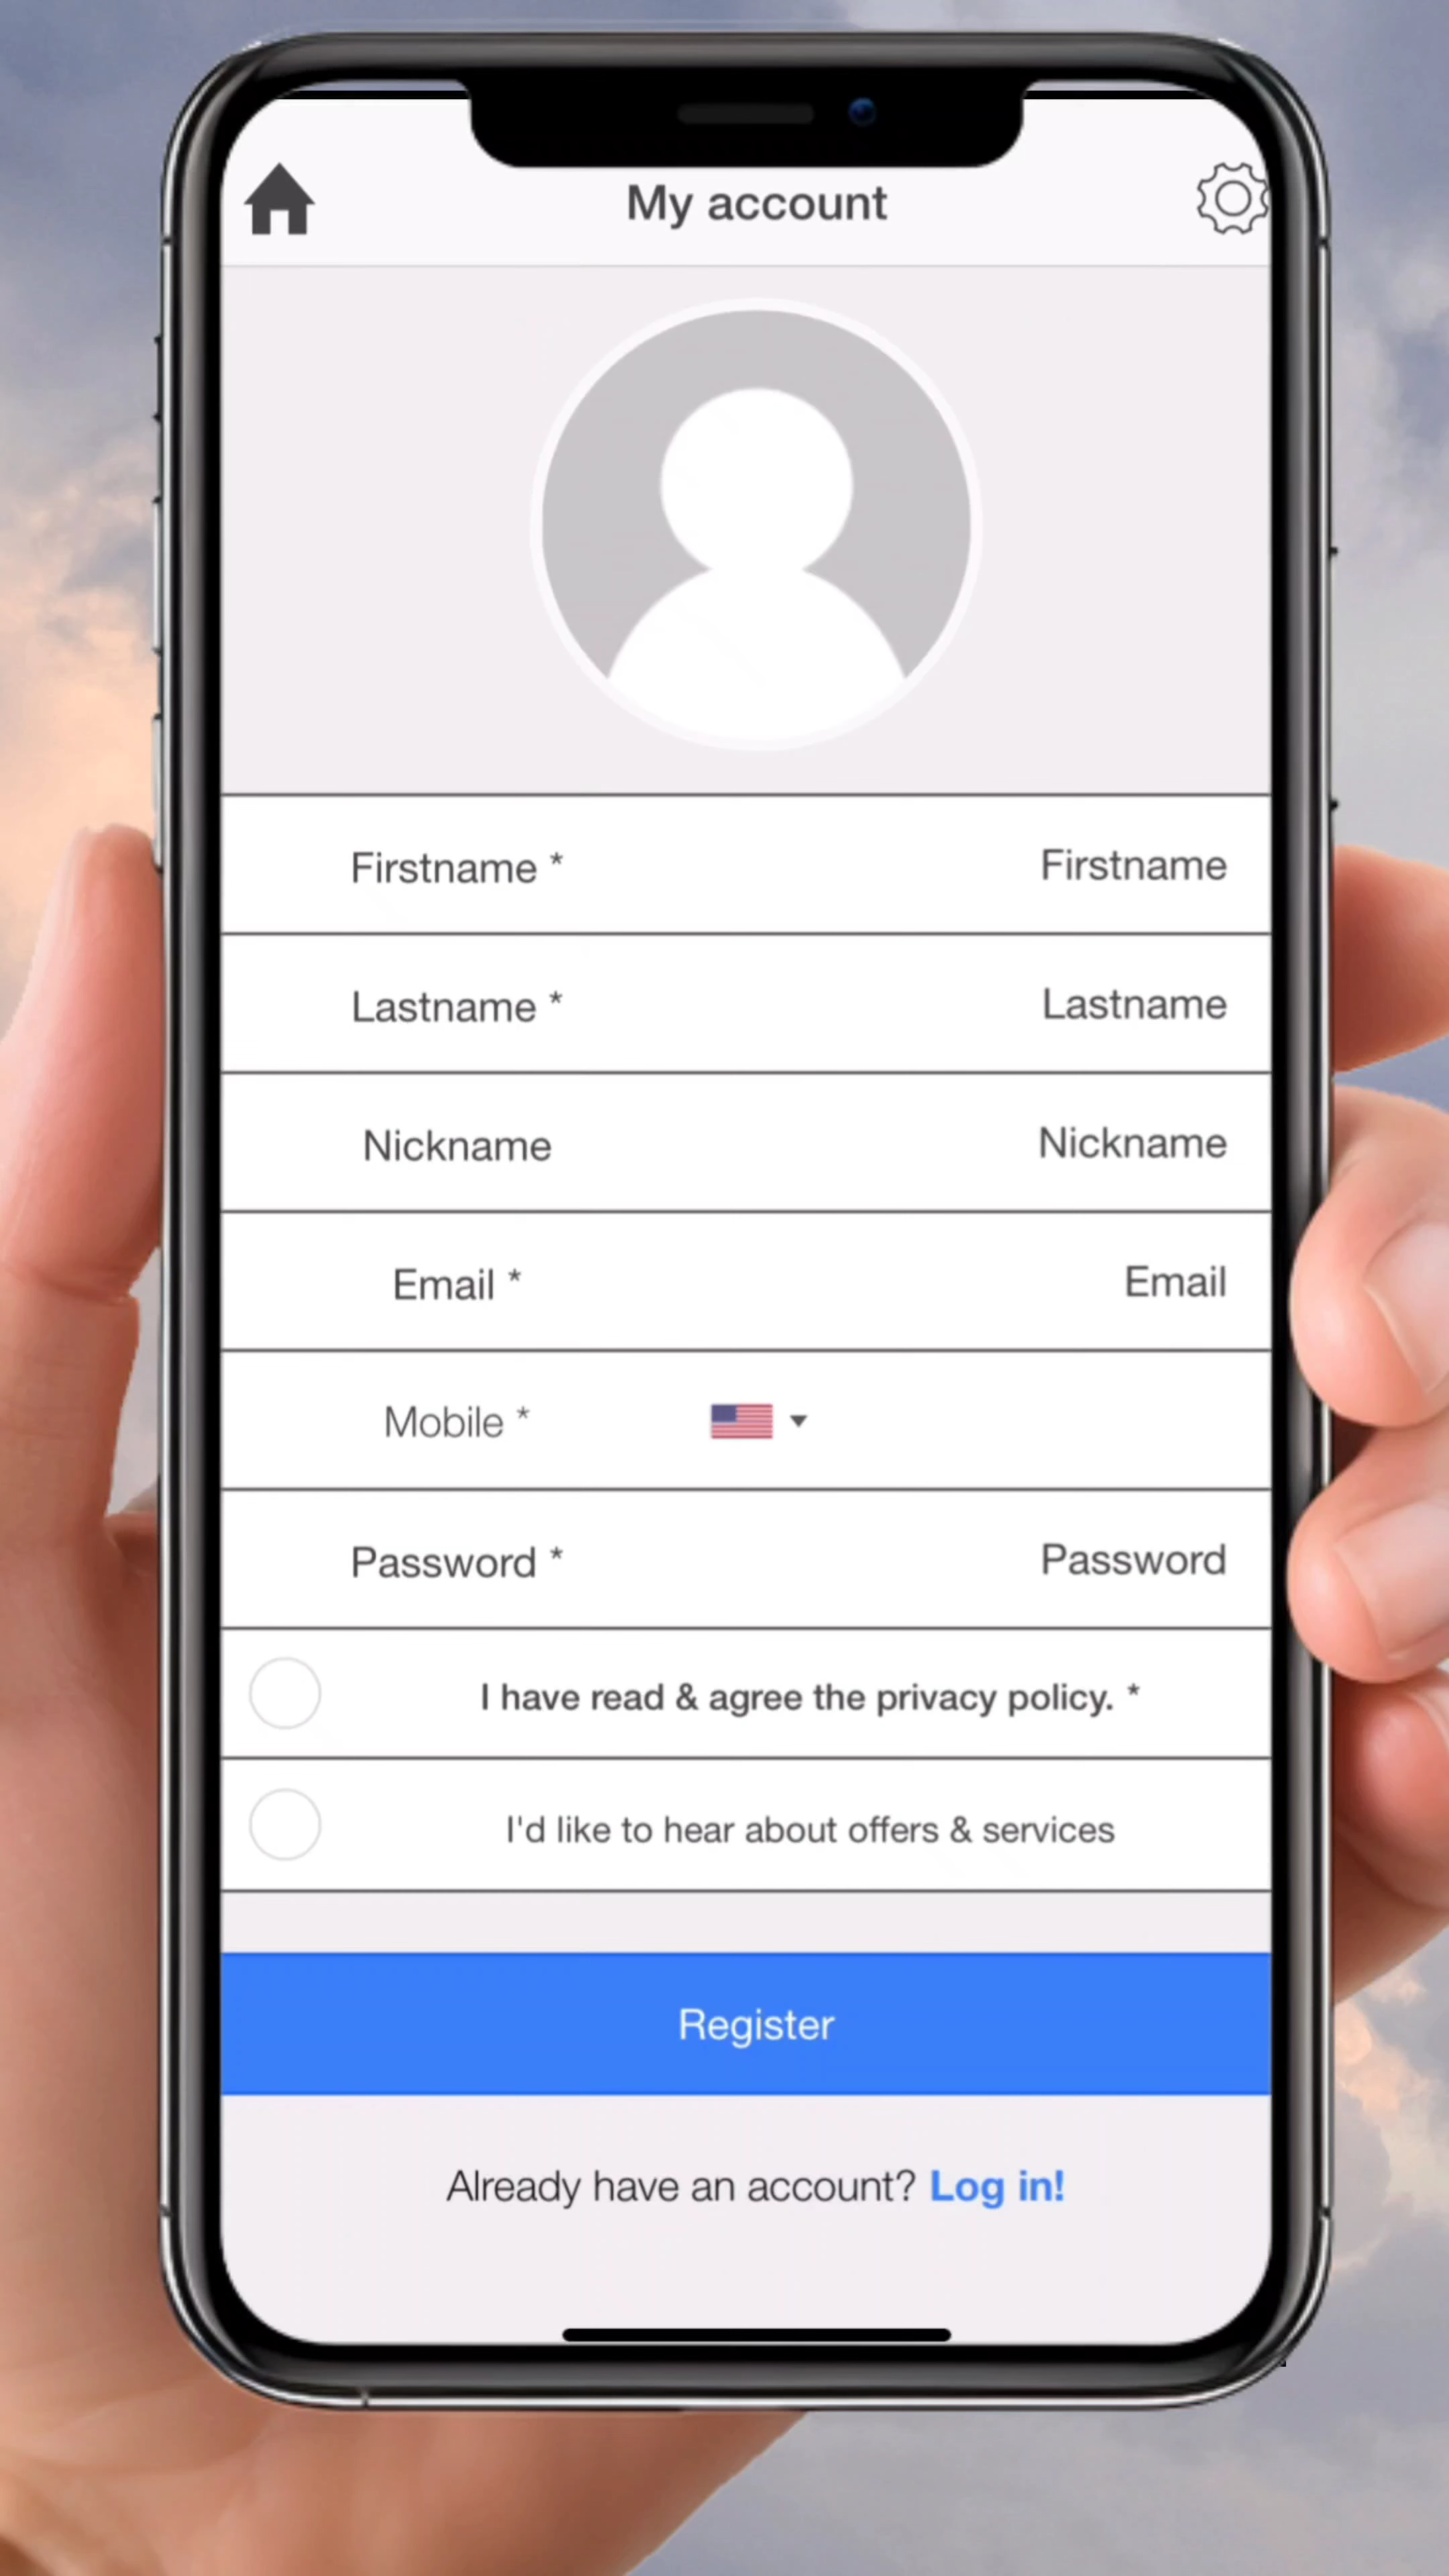 My account
Firstname * Firstname
Lastname * Lastname
Nickname Nickname
Email * Email
Mobile *
Password * Password
I have read & agree the privacy policy. *
I'd like to hear about offers & services
Register
Already have an account? Log in!